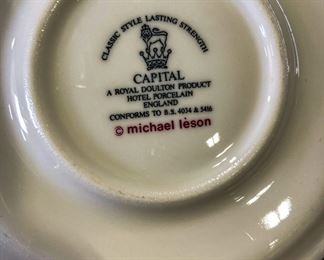 CLASSIC STYLE LASTING STRENGTH
CAPITAL
A ROYAL DOULTON PRODUCT
HOTEL PORCELAIN
ENGLAND
CONFORMS TO B.S. 4034 & 5416
© michael lèson